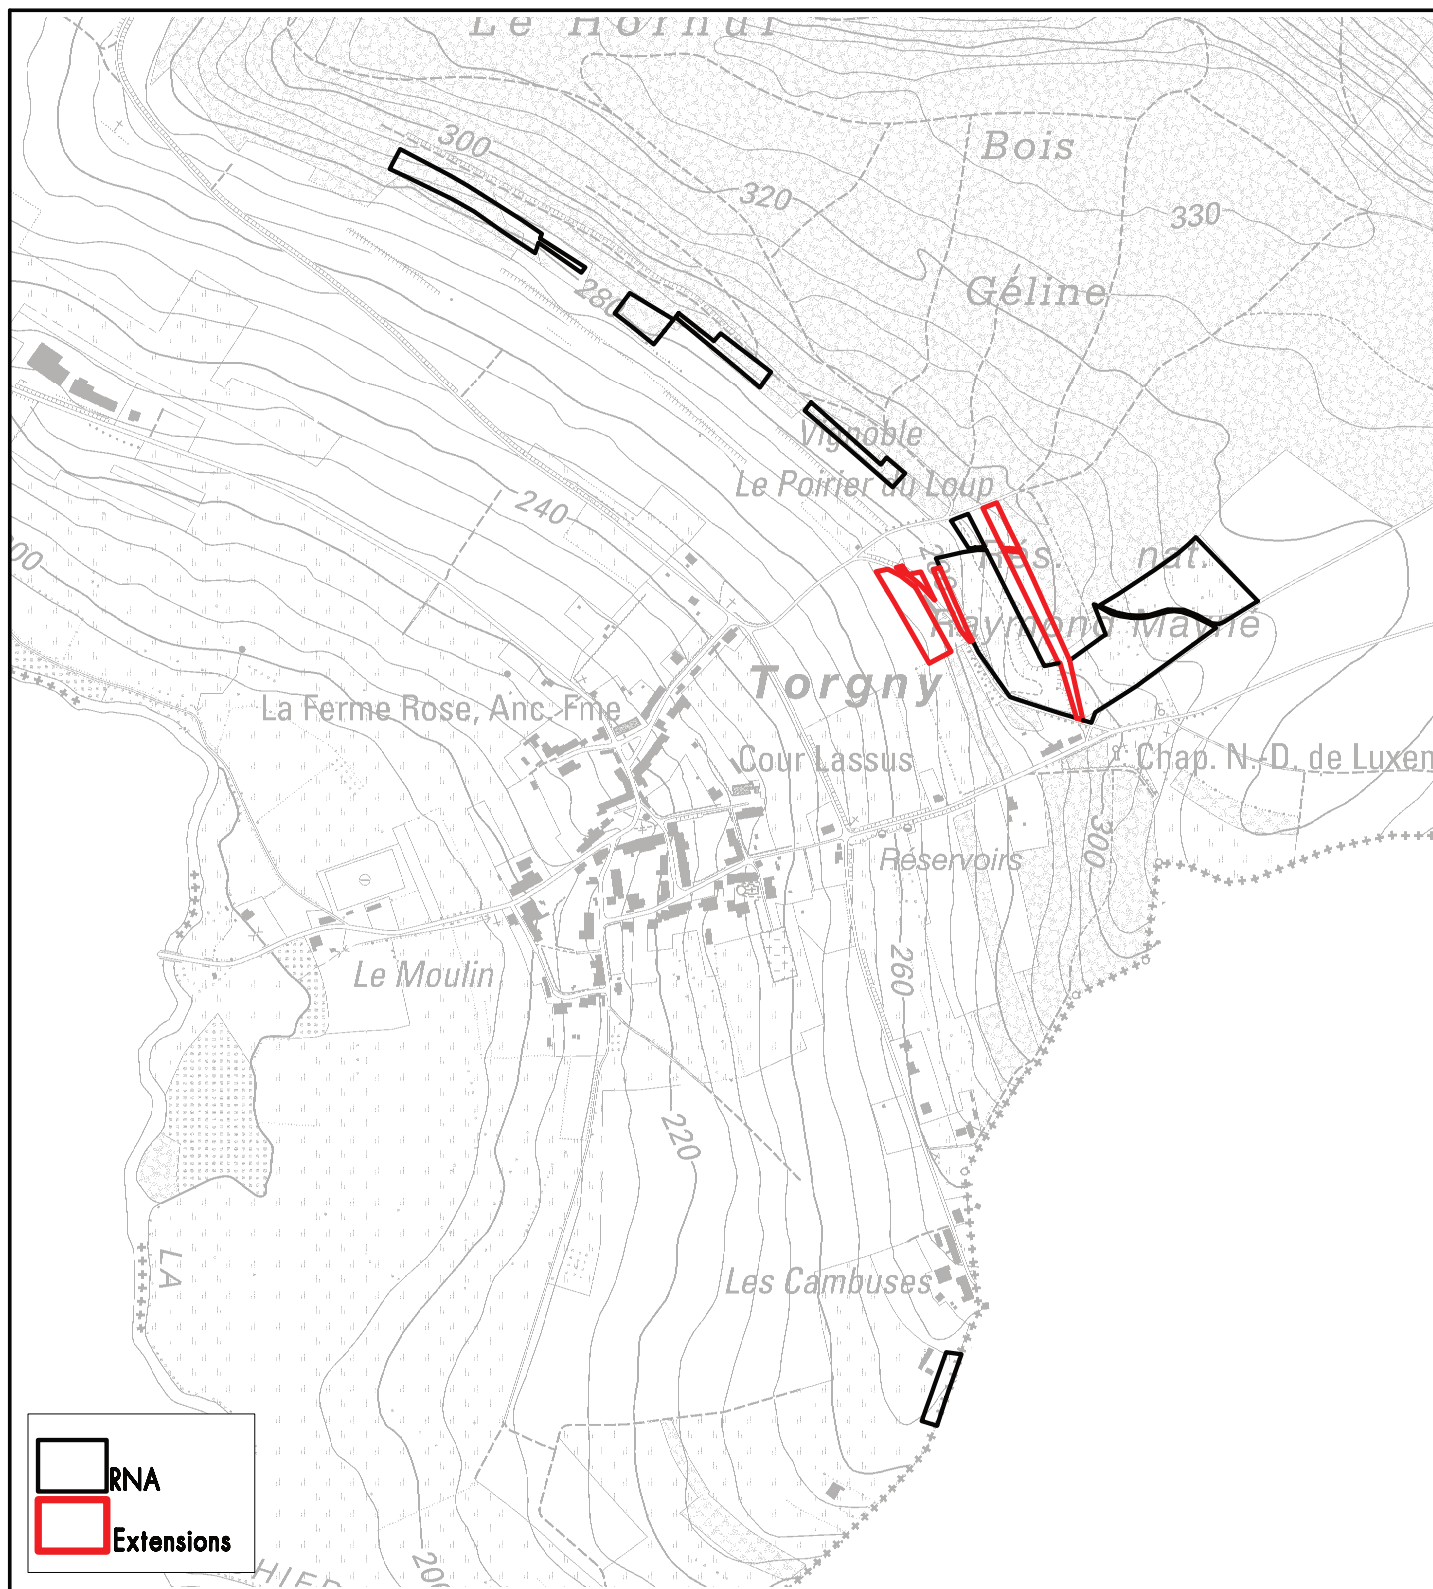 Le Hornui
Bois
300
320
330
Géline
280
Vignoble
Le Poirier du Loup
240
Rés. nat.
Raymond Mayné
Torgny
La Ferme Rose, Anc. Fme
Cour Lassus
Chap. N.-D. de Luxem
300
Réservoirs
260
Le Moulin
220
LA
Les Cambuses
RNA
Extensions
200
CHIER